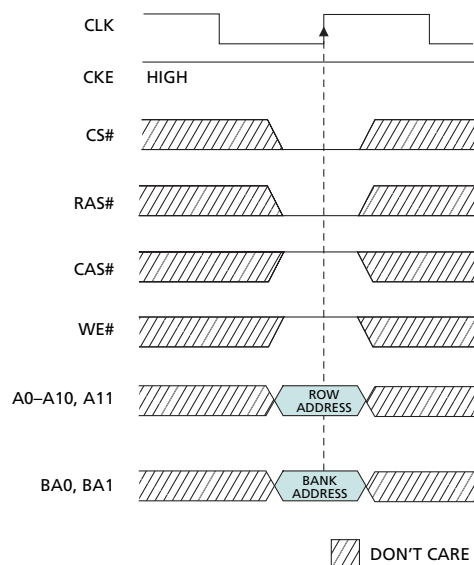 CLK
CKE HIGH
CS#
RAS#
CAS#
WE#
A0–A10, A11 ROW
ADDRESS
BA0, BA1 BANK
ADDRESS
DON'T CARE